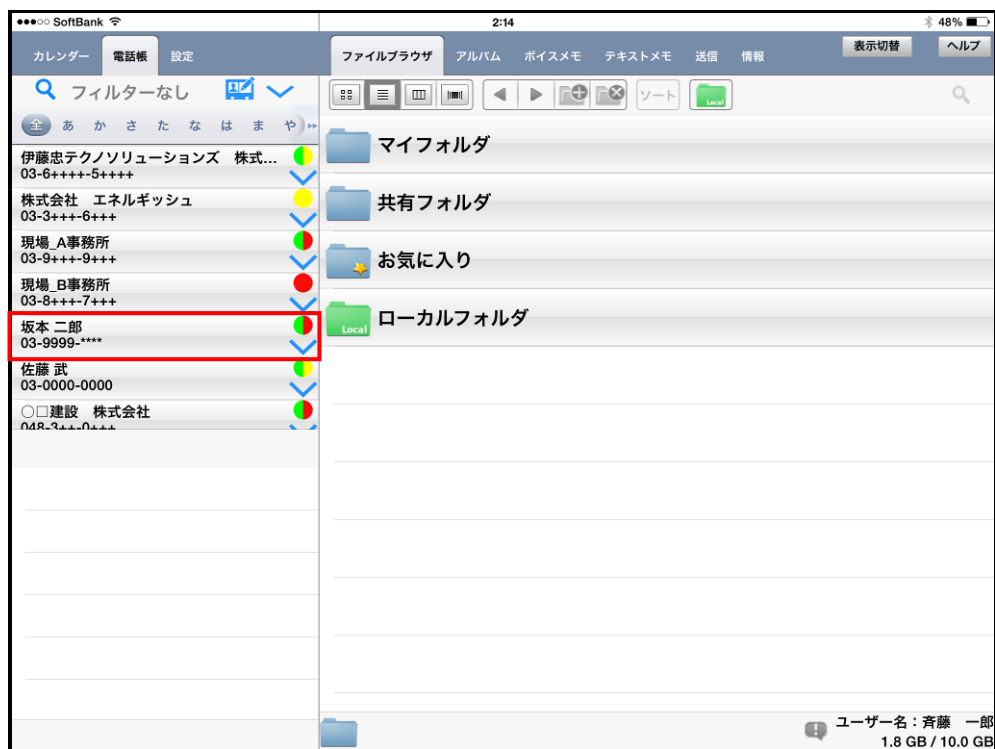 ●●●○○ SoftBank 2:14 48%
カレンダー 電話帳 設定
ファイルブラウザ アルバム ボイスメモ テキストメモ 送信 情報 表示切替 ヘルプ
フィルターなし
ソート Local
全 あ か さ た な は ま や
伊藤忠テクノソリューションズ 株式...
03-6++++-5++++
株式会社 エネルギッシュ
03-3+++-6+++
現場_A事務所
03-9+++-9+++
現場_B事務所
03-8+++-7+++
坂本 二郎
03-9999-****
佐藤 武
03-0000-0000
○□建設 株式会社
048-3++-0+++
マイフォルダ
共有フォルダ
お気に入り
Local ローカルフォルダ
ユーザー名：斉藤 一郎
1.8 GB / 10.0 GB